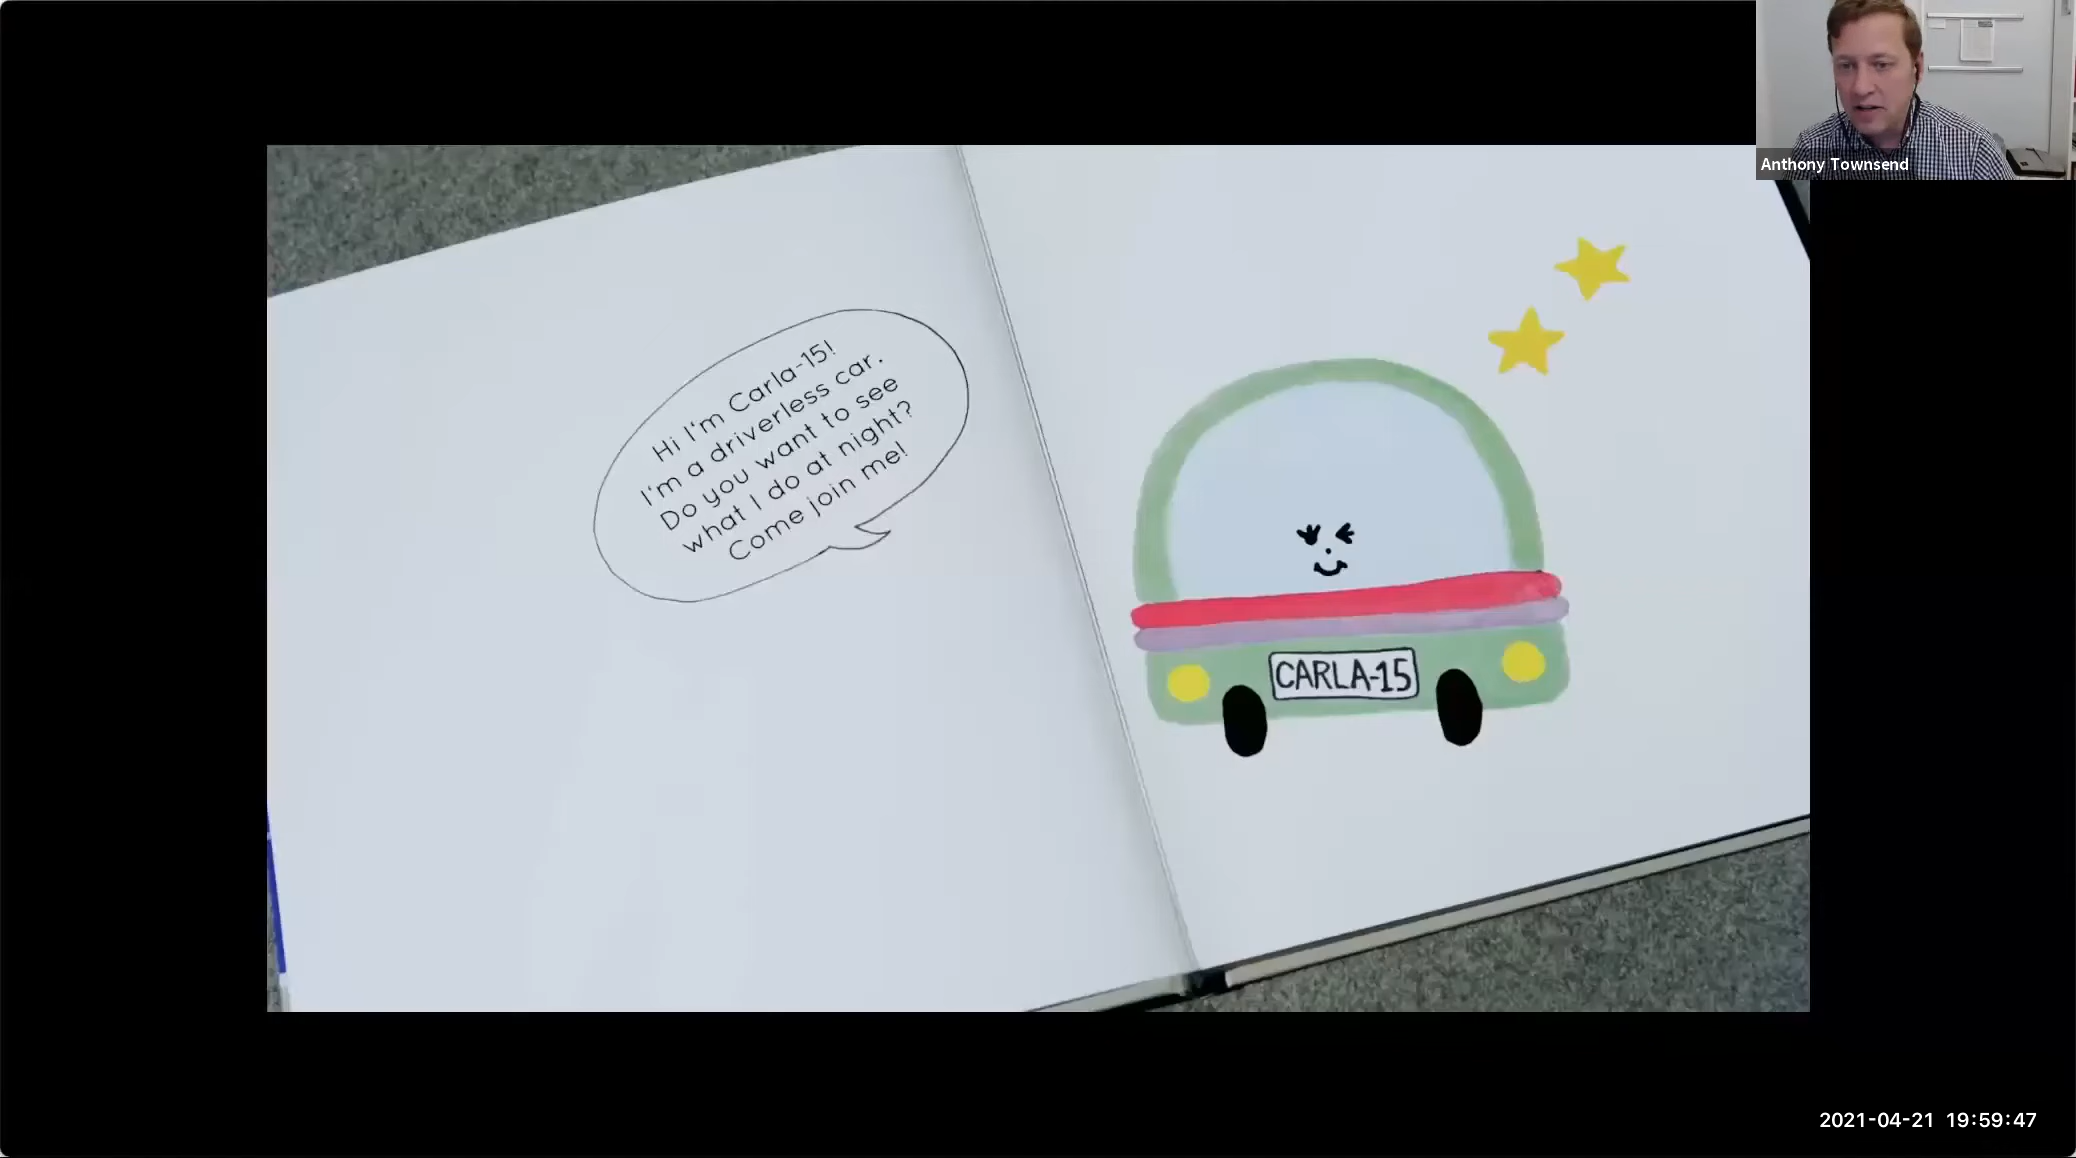 Anthony Townsend
Hi I'm Carla-15!
I'm a driverless car.
Do you want to see
what I do at night?
Come join me!
CARLA-15
2021-04-21 19:59:47